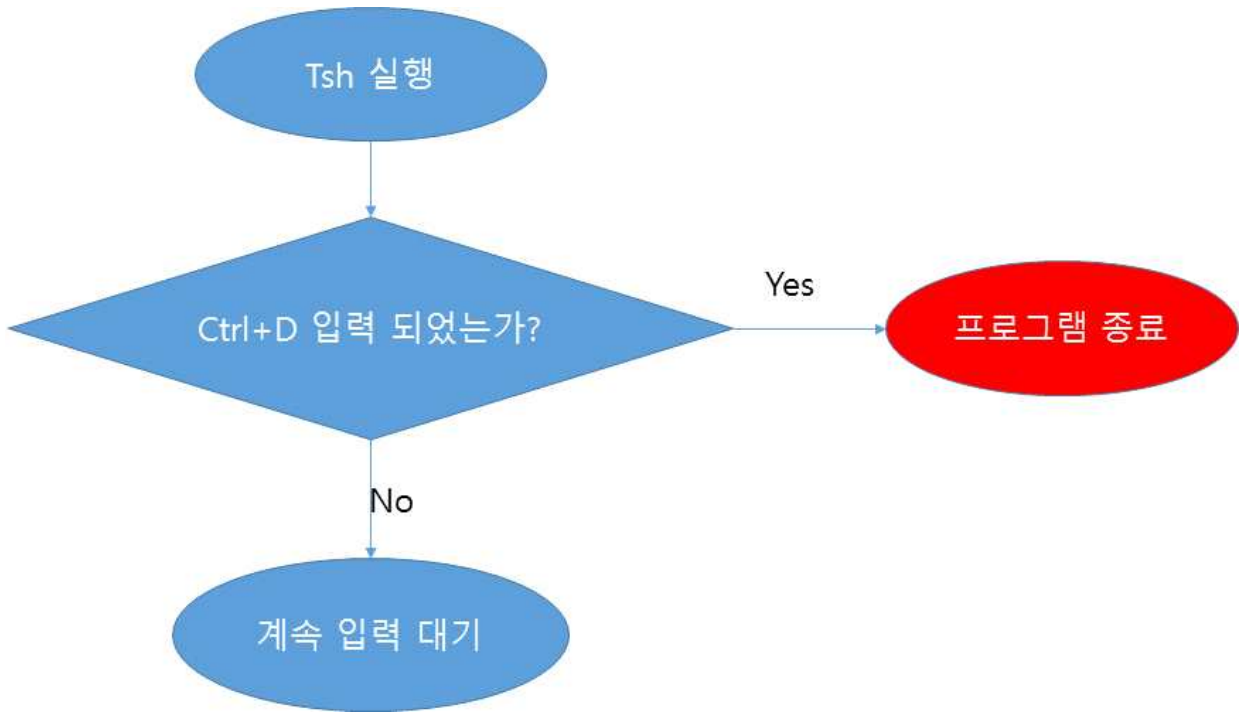 Tsh 실행
Ctrl+D 입력 되었는가?
Yes
프로그램 종료
No
계속 입력 대기